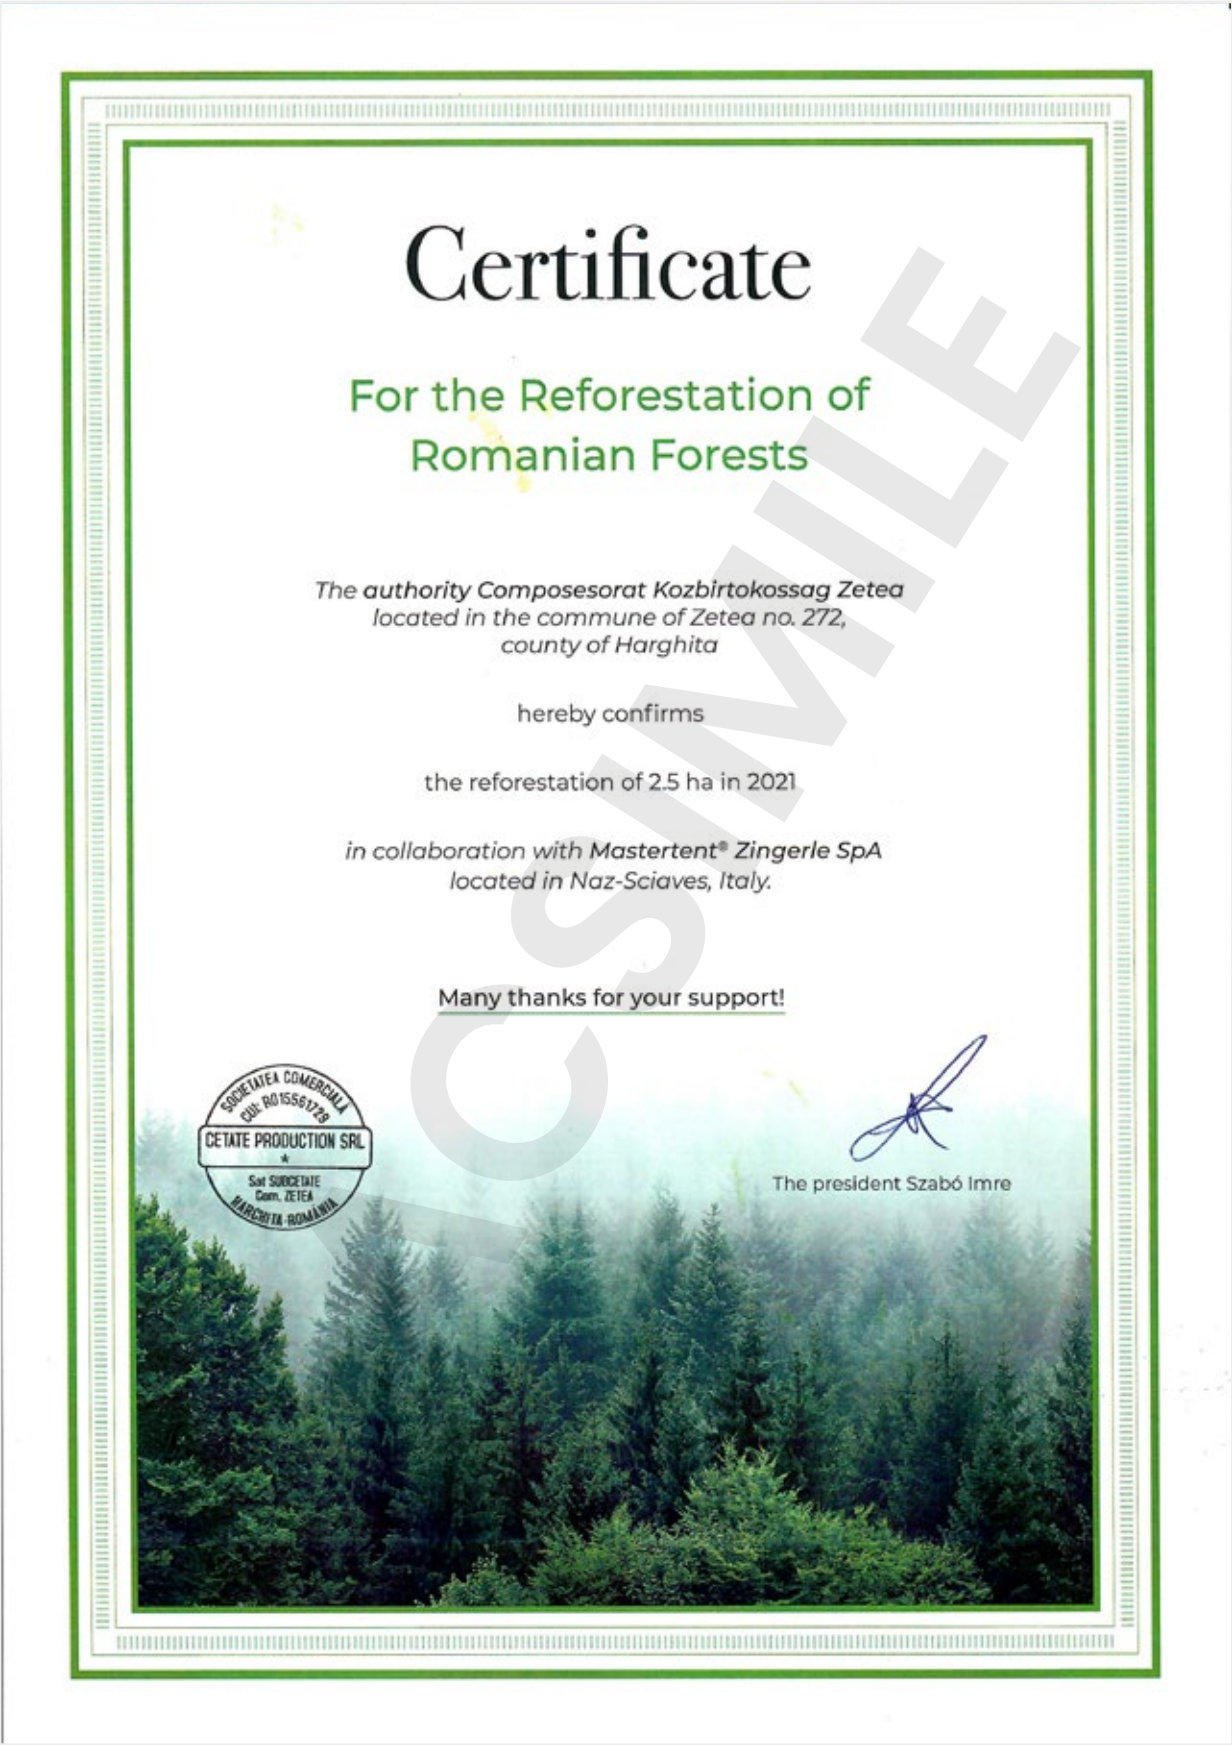 Certificate
For the Reforestation of
Romanian Forests
The authority Composesorat Kozbirtokossag Zetea
located in the commune of Zetea no. 272,
county of Harghita
hereby confirms
the reforestation of 2.5 ha in 2021
in collaboration with Mastertent® Zingerle SpA
located in Naz-Sciaves, Italy.
Many thanks for your support!
SOCIETATEA COMERCIALĂ
CUI: RO15561729
CETATE PRODUCTION SRL
*
Sat SUBCETATE
Com. ZETEA
HARGHITA-ROMÂNIA
The president Szabó Imre
ACSIMILE